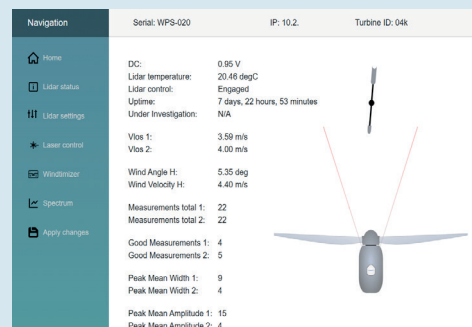 Navigation
Serial: WPS-020 IP: 10.2. Turbine ID: 04k
Home
Lidar status
Lidar settings
Laser control
Windtimizer
Spectrum
Apply changes
DC: 0.95 V
Lidar temperature: 20.46 degC
Lidar control: Engaged
Uptime: 7 days, 22 hours, 53 minutes
Under Investigation: N/A
Vlos 1: 3.59 m/s
Vlos 2: 4.00 m/s
Wind Angle H: 5.35 deg
Wind Velocity H: 4.40 m/s
Measurements total 1: 22
Measurements total 2: 22
Good Measurements 1: 4
Good Measurements 2: 5
Peak Mean Width 1: 9
Peak Mean Width 2: 4
Peak Mean Amplitude 1: 15
Peak Mean Amplitude 2: 4